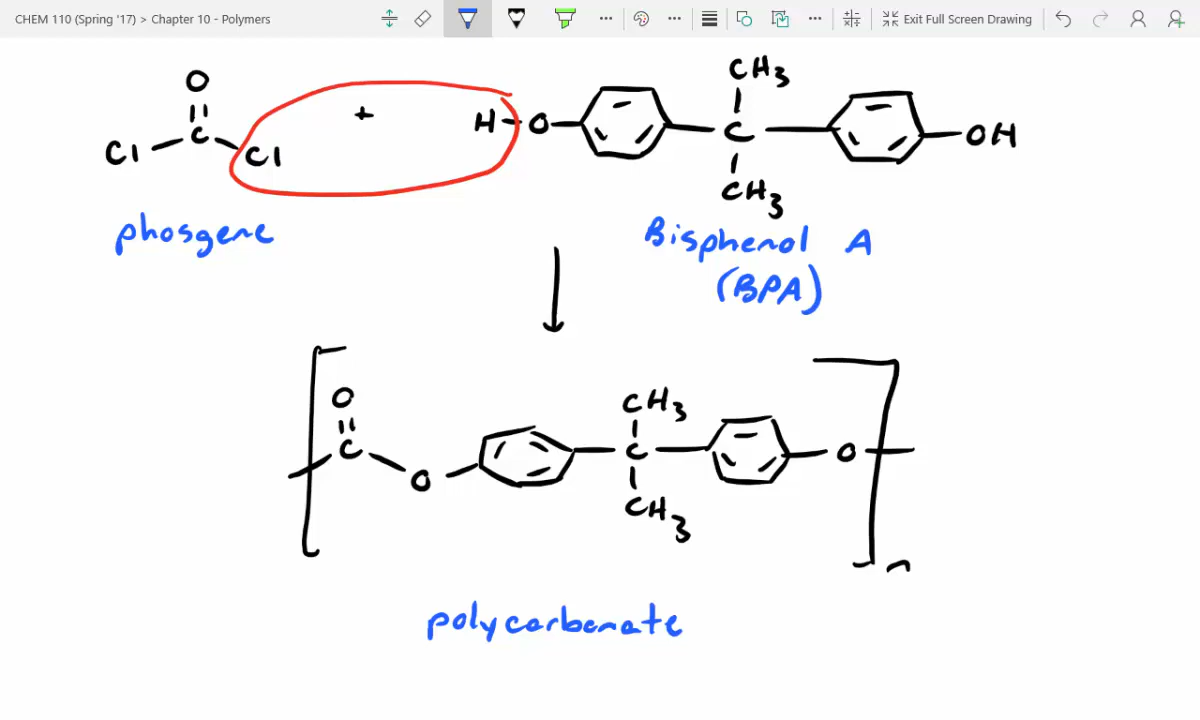 CHEM 110 (Spring '17) > Chapter 10 - Polymers
Exit Full Screen Drawing
O
Cl C Cl + H O C OH
CH3
CH3
phosgene
Bisphenol A
(BPA)
O
C O C O
CH3
CH3
n
polycarbonate